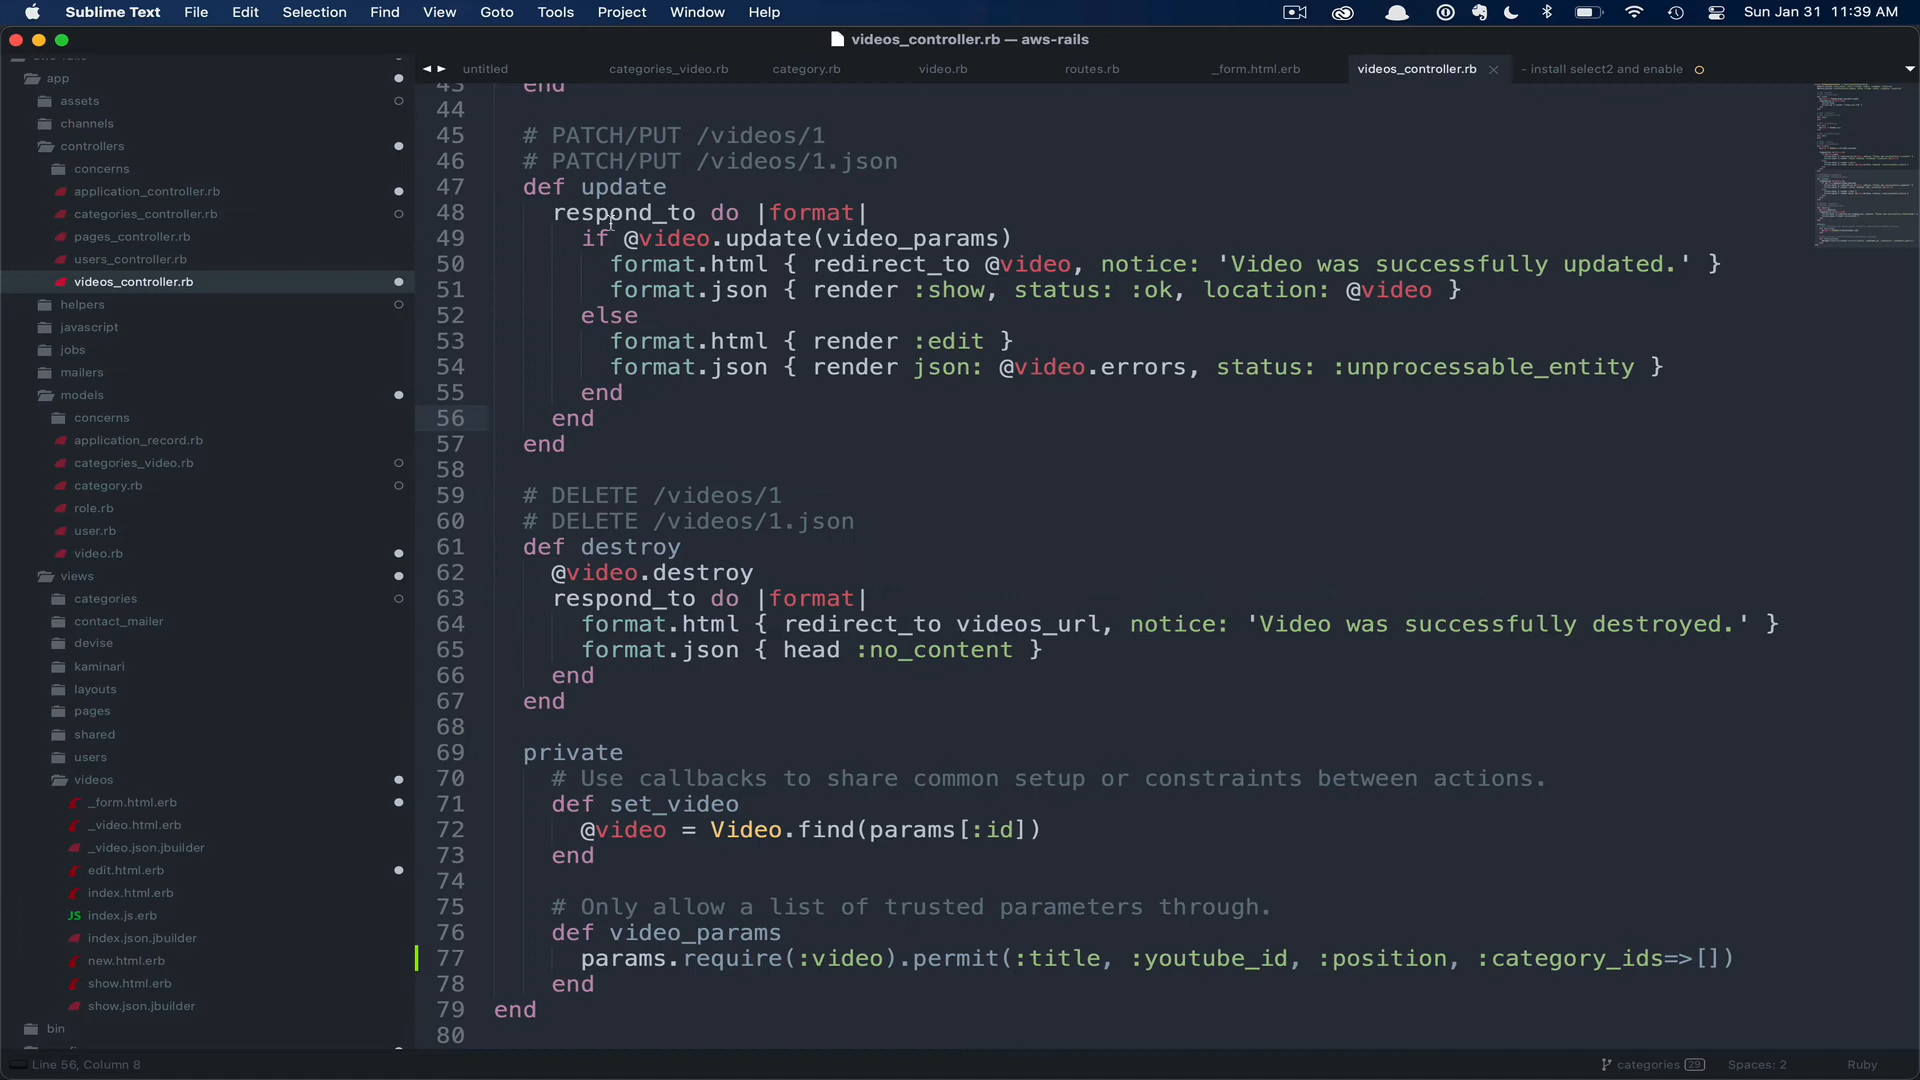 Sublime Text File Edit Selection Find View Goto Tools Project Window Help Sun Jan 31 11:39 AM
videos_controller.rb — aws-rails
untitled categories_video.rb category.rb video.rb routes.rb _form.html.erb videos_controller.rb - install select2 and enable
app
assets
channels
controllers
concerns
application_controller.rb
categories_controller.rb
pages_controller.rb
users_controller.rb
videos_controller.rb
helpers
javascript
jobs
mailers
models
concerns
application_record.rb
categories_video.rb
category.rb
role.rb
user.rb
video.rb
views
categories
contact_mailer
devise
kaminari
layouts
pages
shared
users
videos
_form.html.erb
_video.html.erb
_video.json.jbuilder
edit.html.erb
index.html.erb
JS index.js.erb
index.json.jbuilder
new.html.erb
show.html.erb
show.json.jbuilder
bin
43 end
44
45 # PATCH/PUT /videos/1
46 # PATCH/PUT /videos/1.json
47 def update
48 respond_to do |format|
49 if @video.update(video_params)
50 format.html { redirect_to @video, notice: 'Video was successfully updated.' }
51 format.json { render :show, status: :ok, location: @video }
52 else
53 format.html { render :edit }
54 format.json { render json: @video.errors, status: :unprocessable_entity }
55 end
56 end
57 end
58
59 # DELETE /videos/1
60 # DELETE /videos/1.json
61 def destroy
62 @video.destroy
63 respond_to do |format|
64 format.html { redirect_to videos_url, notice: 'Video was successfully destroyed.' }
65 format.json { head :no_content }
66 end
67 end
68
69 private
70 # Use callbacks to share common setup or constraints between actions.
71 def set_video
72 @video = Video.find(params[:id])
73 end
74
75 # Only allow a list of trusted parameters through.
76 def video_params
77 params.require(:video).permit(:title, :youtube_id, :position, :category_ids=>[])
78 end
79 end
80
Line 56, Column 8 categories 29 Spaces: 2 Ruby